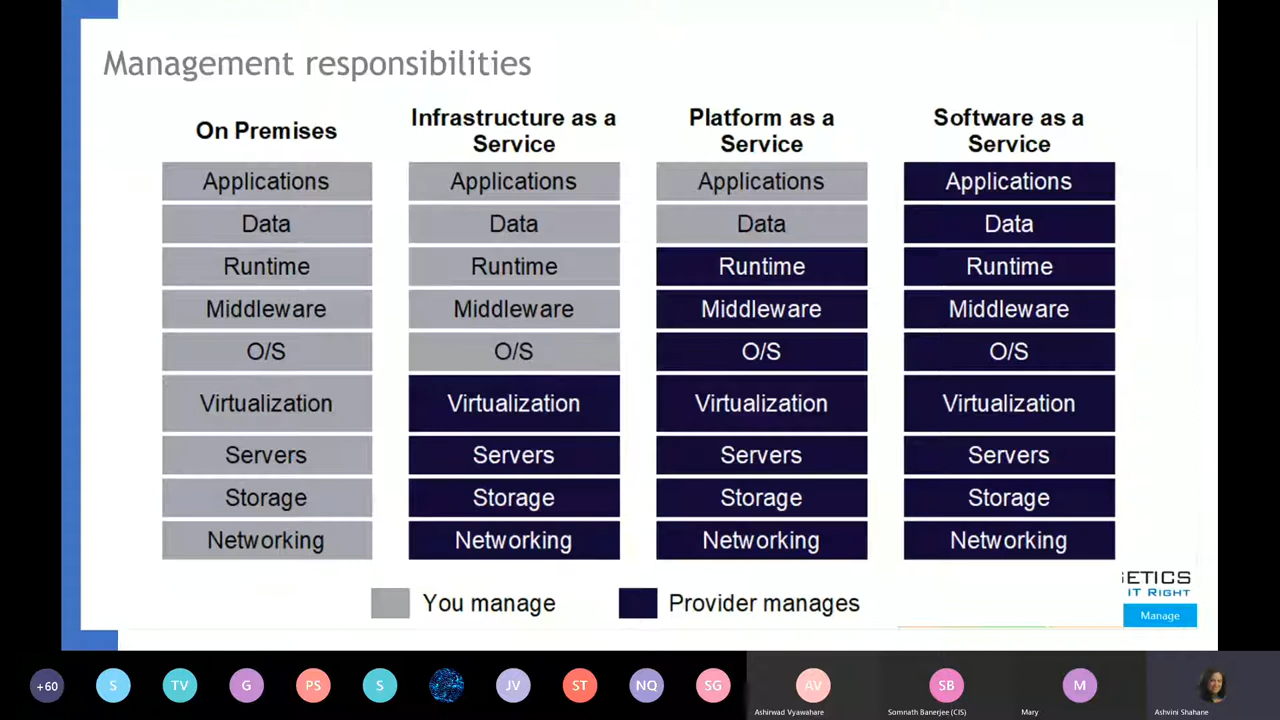 Management responsibilities
On Premises
Applications
Data
Runtime
Middleware
O/S
Virtualization
Servers
Storage
Networking
Infrastructure as a
Service
Applications
Data
Runtime
Middleware
O/S
Virtualization
Servers
Storage
Networking
Platform as a
Service
Applications
Data
Runtime
Middleware
O/S
Virtualization
Servers
Storage
Networking
Software as a
Service
Applications
Data
Runtime
Middleware
O/S
Virtualization
Servers
Storage
Networking
You manage
Provider manages
ETICS
IT RIGHT
Manage
+60
S
TV
G
PS
S
JV
ST
NQ
SG
AV
Ashirwad Vyawahare
SB
Somnath Banerjee (CIS)
M
Mary
Ashvini Shahane